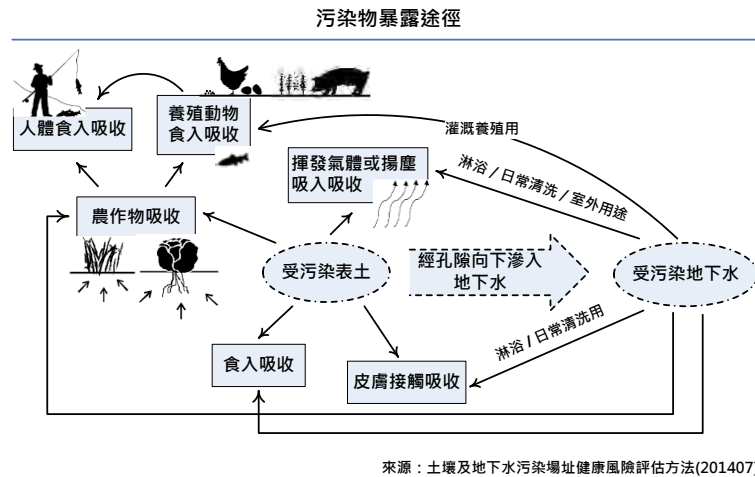 污染物暴露途徑
人體食入吸收
養殖動物
食入吸收
灌溉養殖用
揮發氣體或揚塵
吸入吸收
淋浴 / 日常清洗 / 室外用途
農作物吸收
受污染表土
經孔隙向下滲入
地下水
受污染地下水
淋浴 / 日常清洗用
食入吸收
皮膚接觸吸收
來源：土壤及地下水污染場址健康風險評估方法(201407)